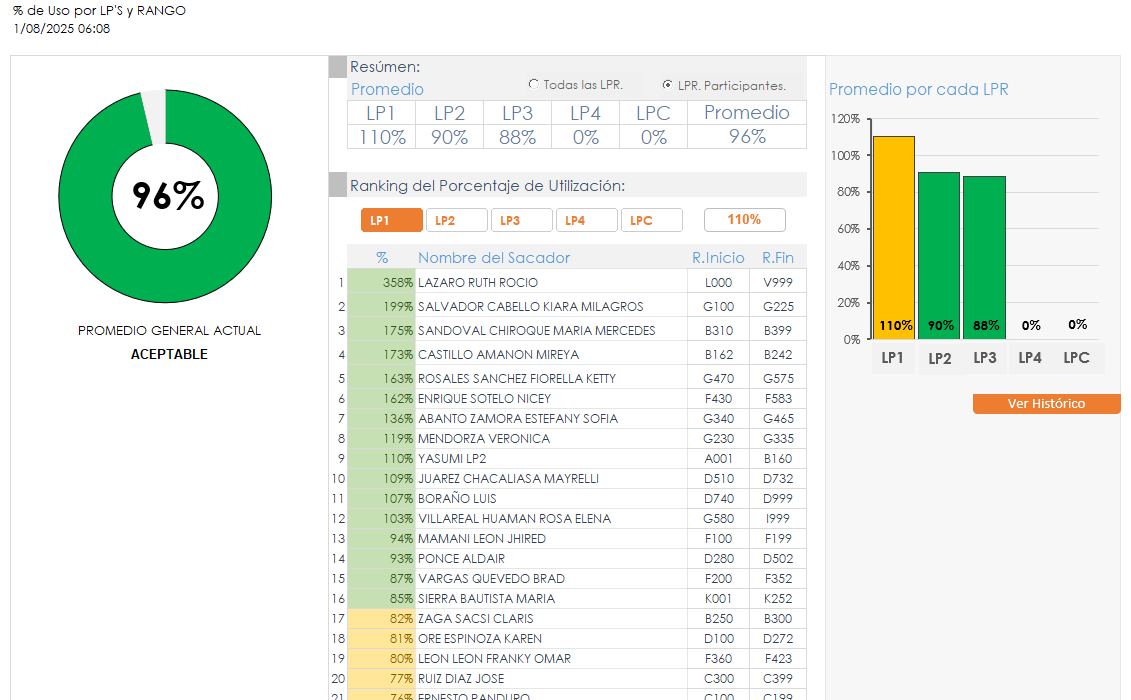 % de Uso por LP'S y RANGO
1/08/2025 06:08
96%
PROMEDIO GENERAL ACTUAL
ACEPTABLE
Resúmen:
Promedio
Todas las LPR.
LPR. Participantes.
LP1 LP2 LP3 LP4 LPC Promedio
110% 90% 88% 0% 0% 96%
Ranking del Porcentaje de Utilización:
LP1 LP2 LP3 LP4 LPC 110%
% Nombre del Sacador R.Inicio R.Fin
1 358% LAZARO RUTH ROCIO L000 V999
2 199% SALVADOR CABELLO KIARA MILAGROS G100 G225
3 175% SANDOVAL CHIROQUE MARIA MERCEDES B310 B399
4 173% CASTILLO AMANON MIREYA B162 B242
5 163% ROSALES SANCHEZ FIORELLA KETTY G470 G575
6 162% ENRIQUE SOTELO NICEY F430 F583
7 136% ABANTO ZAMORA ESTEFANY SOFIA G340 G465
8 119% MENDORZA VERONICA G230 G335
9 110% YASUMI LP2 A001 B160
10 109% JUAREZ CHACALIASA MAYRELLI D510 D732
11 107% BORAÑO LUIS D740 D999
12 103% VILLAREAL HUAMAN ROSA ELENA G580 I999
13 94% MAMANI LEON JHIRED F100 F199
14 93% PONCE ALDAIR D280 D502
15 87% VARGAS QUEVEDO BRAD F200 F352
16 85% SIERRA BAUTISTA MARIA K001 K252
17 82% ZAGA SACSI CLARIS B250 B300
18 81% ORE ESPINOZA KAREN D100 D272
19 80% LEON LEON FRANKY OMAR F360 F423
20 77% RUIZ DIAZ JOSE C300 C399
21 76% ERNESTO PANDURO C100 C199
Promedio por cada LPR
120%
100%
80%
60%
40%
20%
0%
110% 90% 88% 0% 0%
LP1 LP2 LP3 LP4 LPC
Ver Histórico